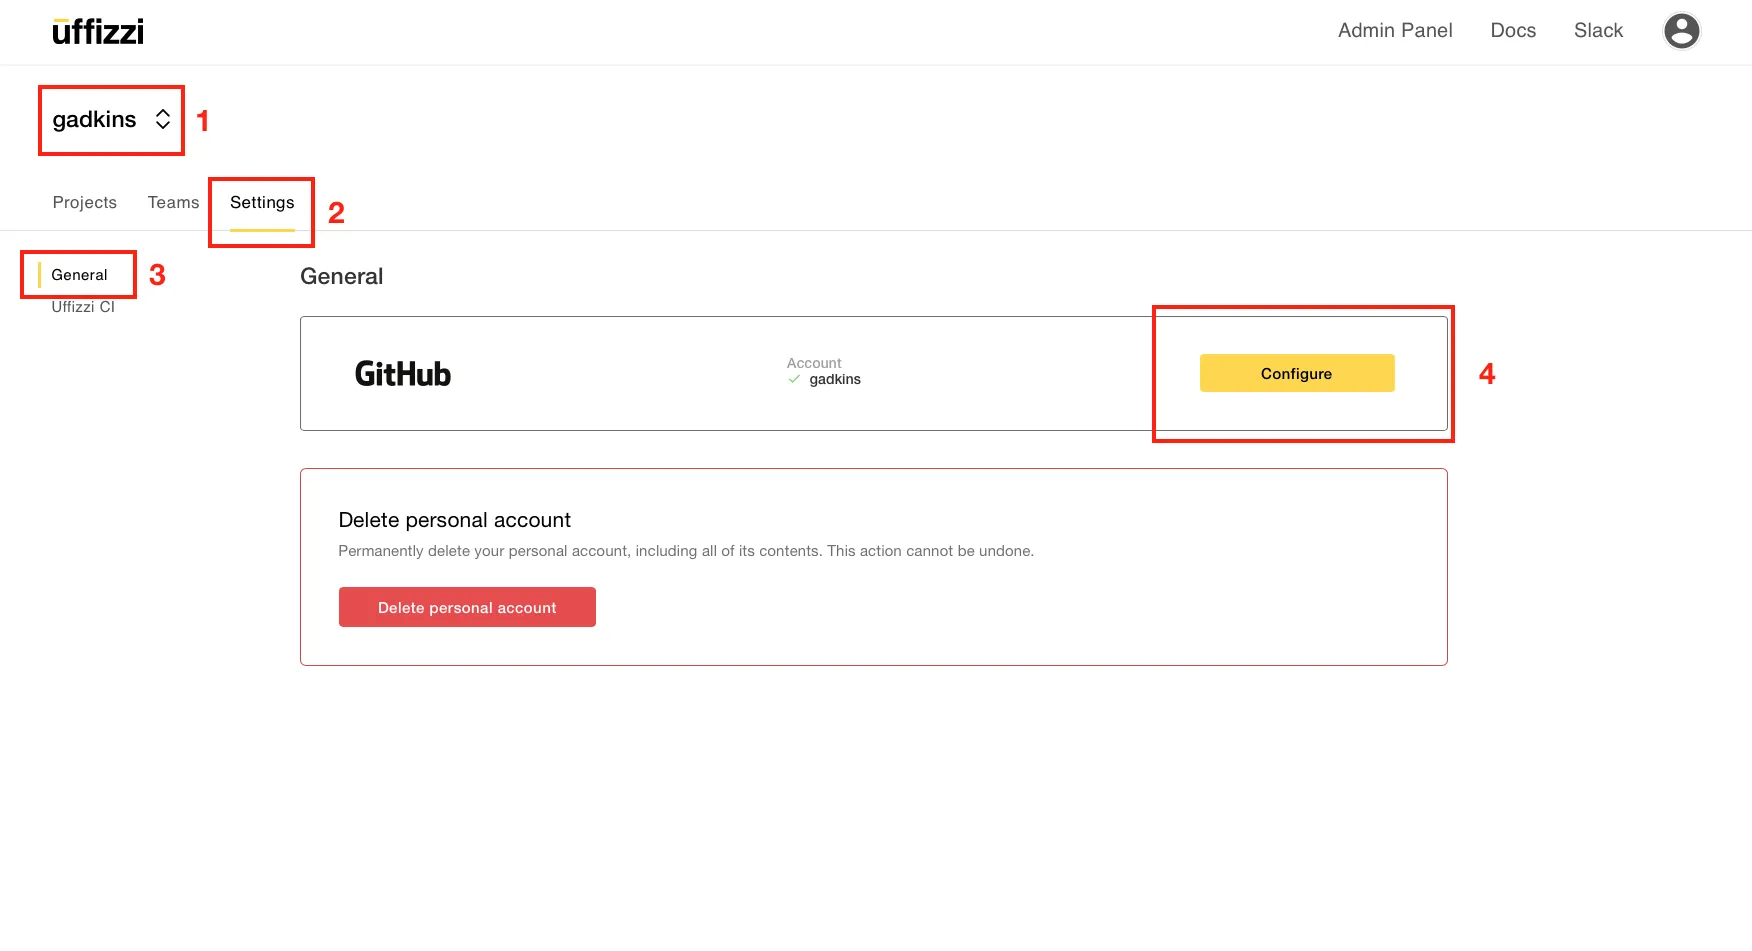 uffizzi
Admin Panel Docs Slack
gadkins 1
Projects Teams Settings 2
General 3
Uffizzi CI
General
GitHub
Account
gadkins
Configure
4
Delete personal account
Permanently delete your personal account, including all of its contents. This action cannot be undone.
Delete personal account